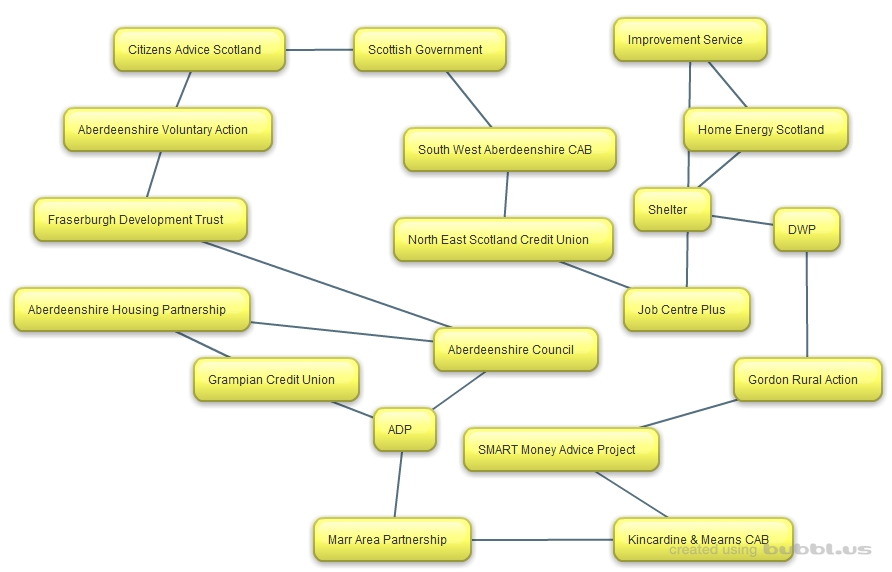 Citizens Advice Scotland
Scottish Government
Improvement Service
Aberdeenshire Voluntary Action
Home Energy Scotland
South West Aberdeenshire CAB
Fraserburgh Development Trust
Shelter
DWP
North East Scotland Credit Union
Aberdeenshire Housing Partnership
Job Centre Plus
Aberdeenshire Council
Grampian Credit Union
Gordon Rural Action
ADP
SMART Money Advice Project
Marr Area Partnership
Kincardine & Mearns CAB
created using bubbl.us